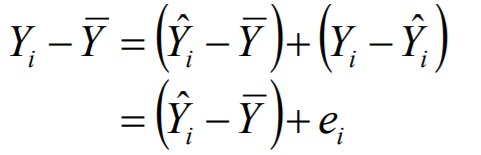 Yᵢ − Y̅ = (Ŷᵢ − Y̅) + (Yᵢ − Ŷᵢ)
= (Ŷᵢ − Y̅) + eᵢ